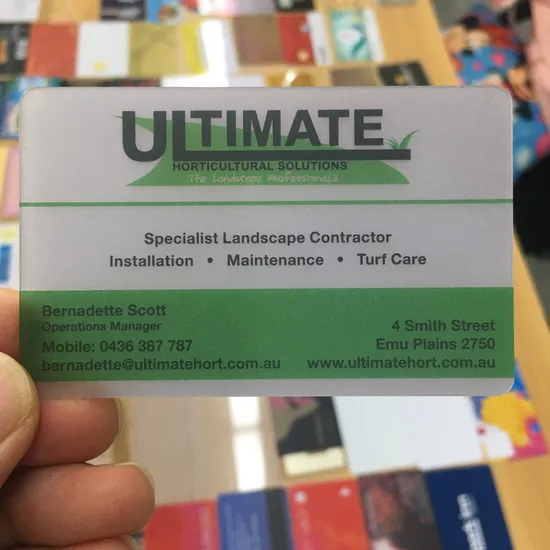 ULTIMATE
HORTICULTURAL SOLUTIONS
The Landscape Professionals
Specialist Landscape Contractor
Installation • Maintenance • Turf Care
Bernadette Scott
Operations Manager
Mobile: 0436 387 787
bernadette@ultimatehort.com.au
4 Smith Street
Emu Plains 2750
www.ultimatehort.com.au